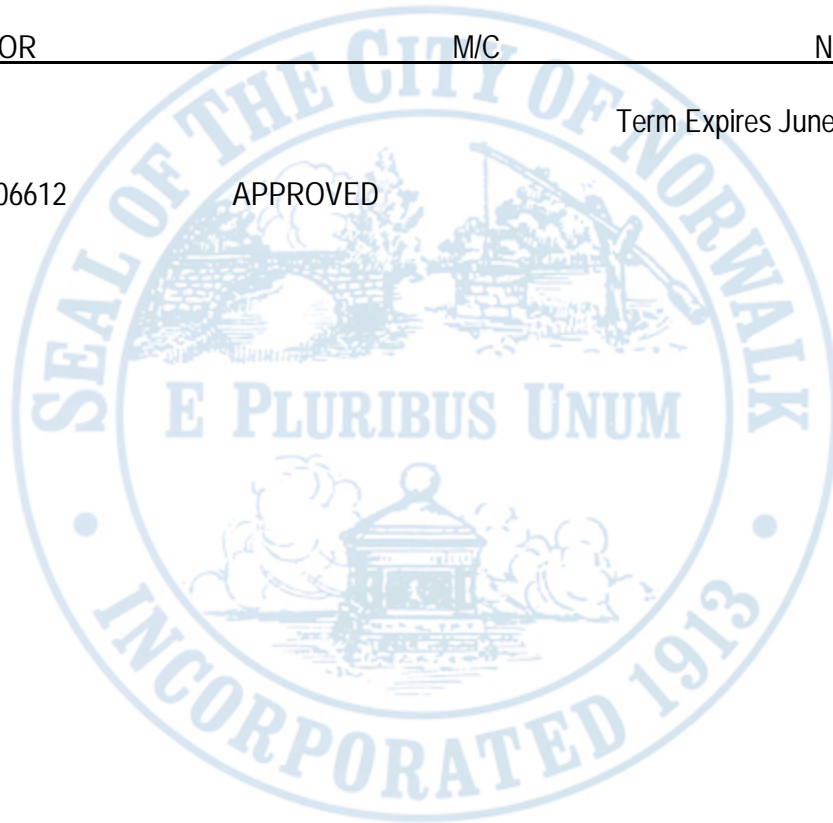 OR M/C N
Term Expires June
06612 APPROVED
SEAL OF THE CITY OF NORWALK
E PLURIBUS UNUM
INCORPORATED 1913